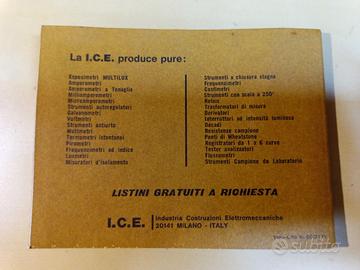 La I.C.E. produce pure:
Esposimetri MULTILUX
Amperometri
Amperometri a Tenaglia
Milliamperometri
Microamperometri
Strumenti autoregolatori
Galvanometri
Voltmetri
Strumenti antiurto
Wattmetri
Termometri istantanei
Pirometri
Frequenzimetri ad indice
Luxmetri
Misuratori d'isolamento
Strumenti a chiusura stagna
Frequenzimetri
Cosfimetri
Strumenti con scala a 250°
Relais
Trasformatori di misura
Derivatori
Interruttori ad intensità luminosa
Decadi
Resistenze campione
Ponti di Wheatstone
Registratori da 1 a 6 curve
Tester analizzatori
Flussometri
Strumenti Campione da Laboratorio
LISTINI GRATUITI A RICHIESTA
I.C.E.
Industria Costruzioni Elettromeccaniche
20141 MILANO - ITALY
subito